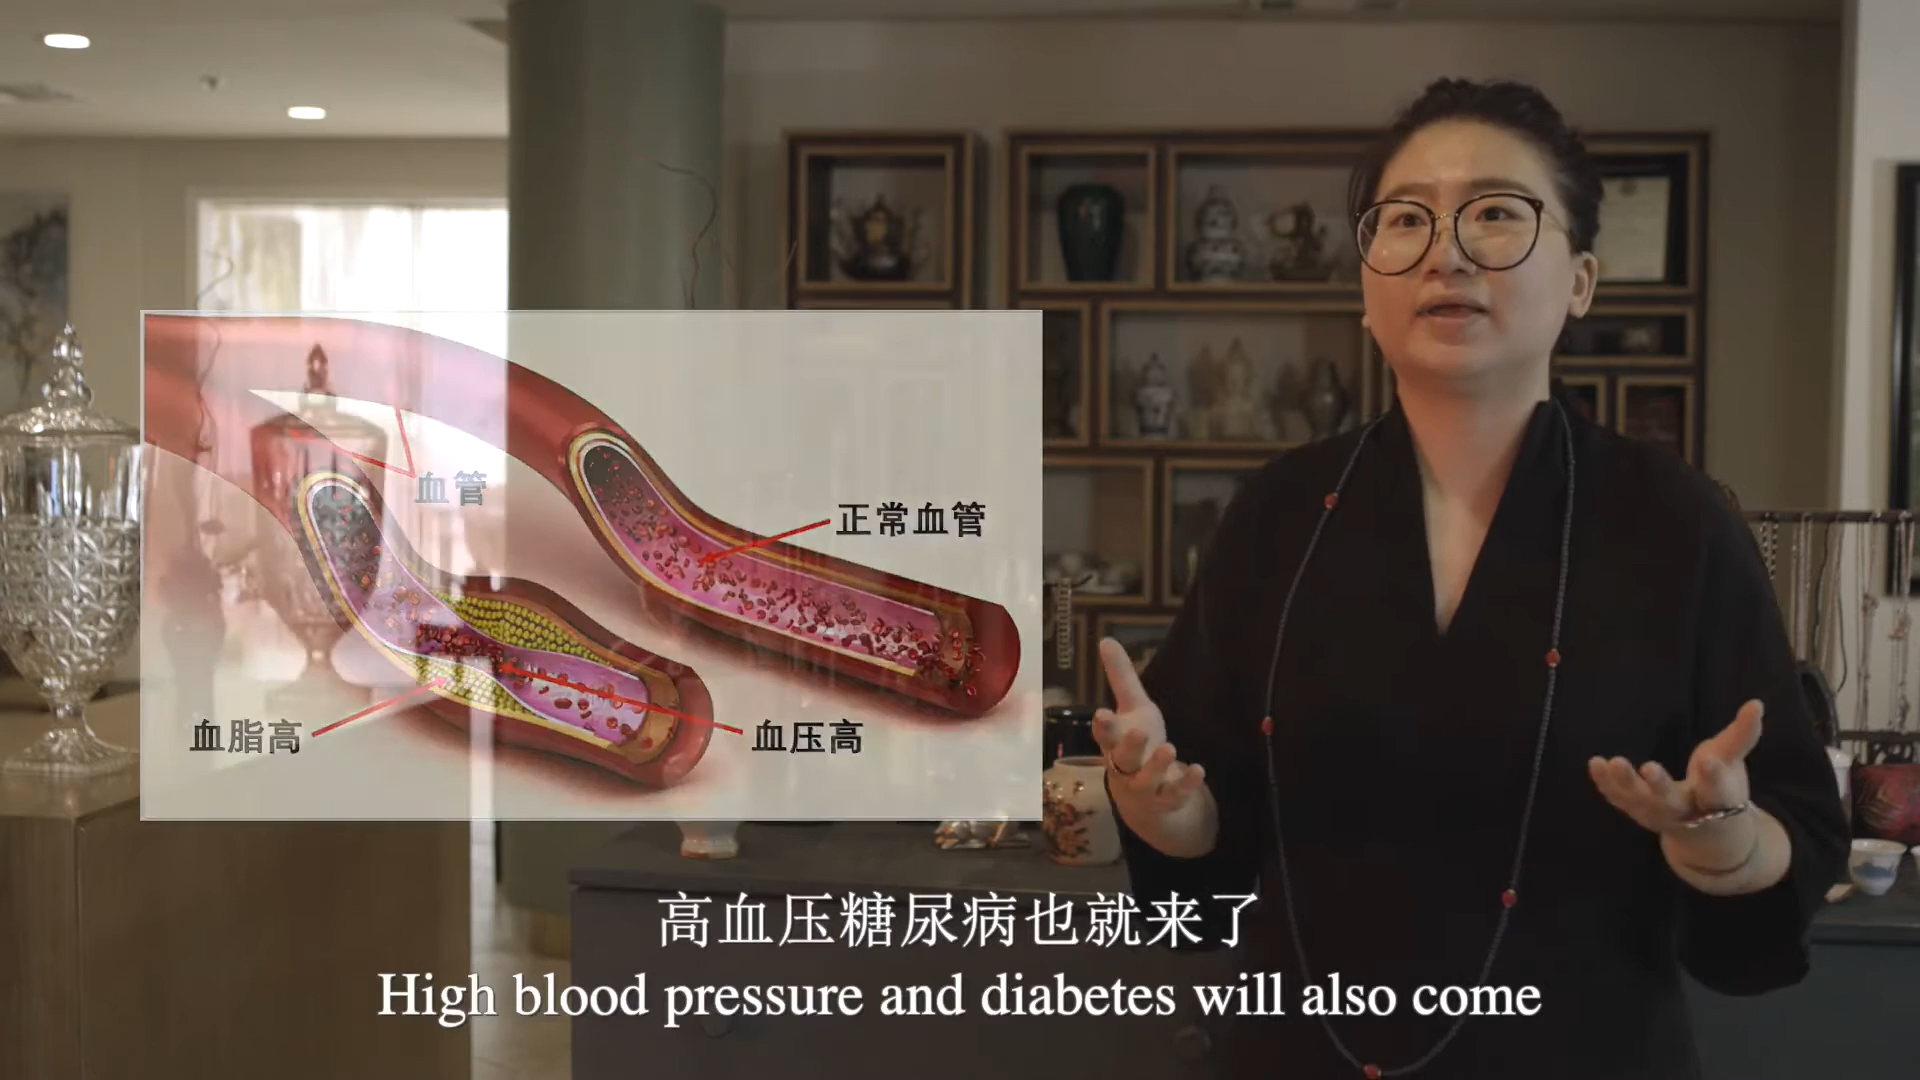 血管
正常血管
血脂高
血压高
高血压糖尿病也就来了
High blood pressure and diabetes will also come